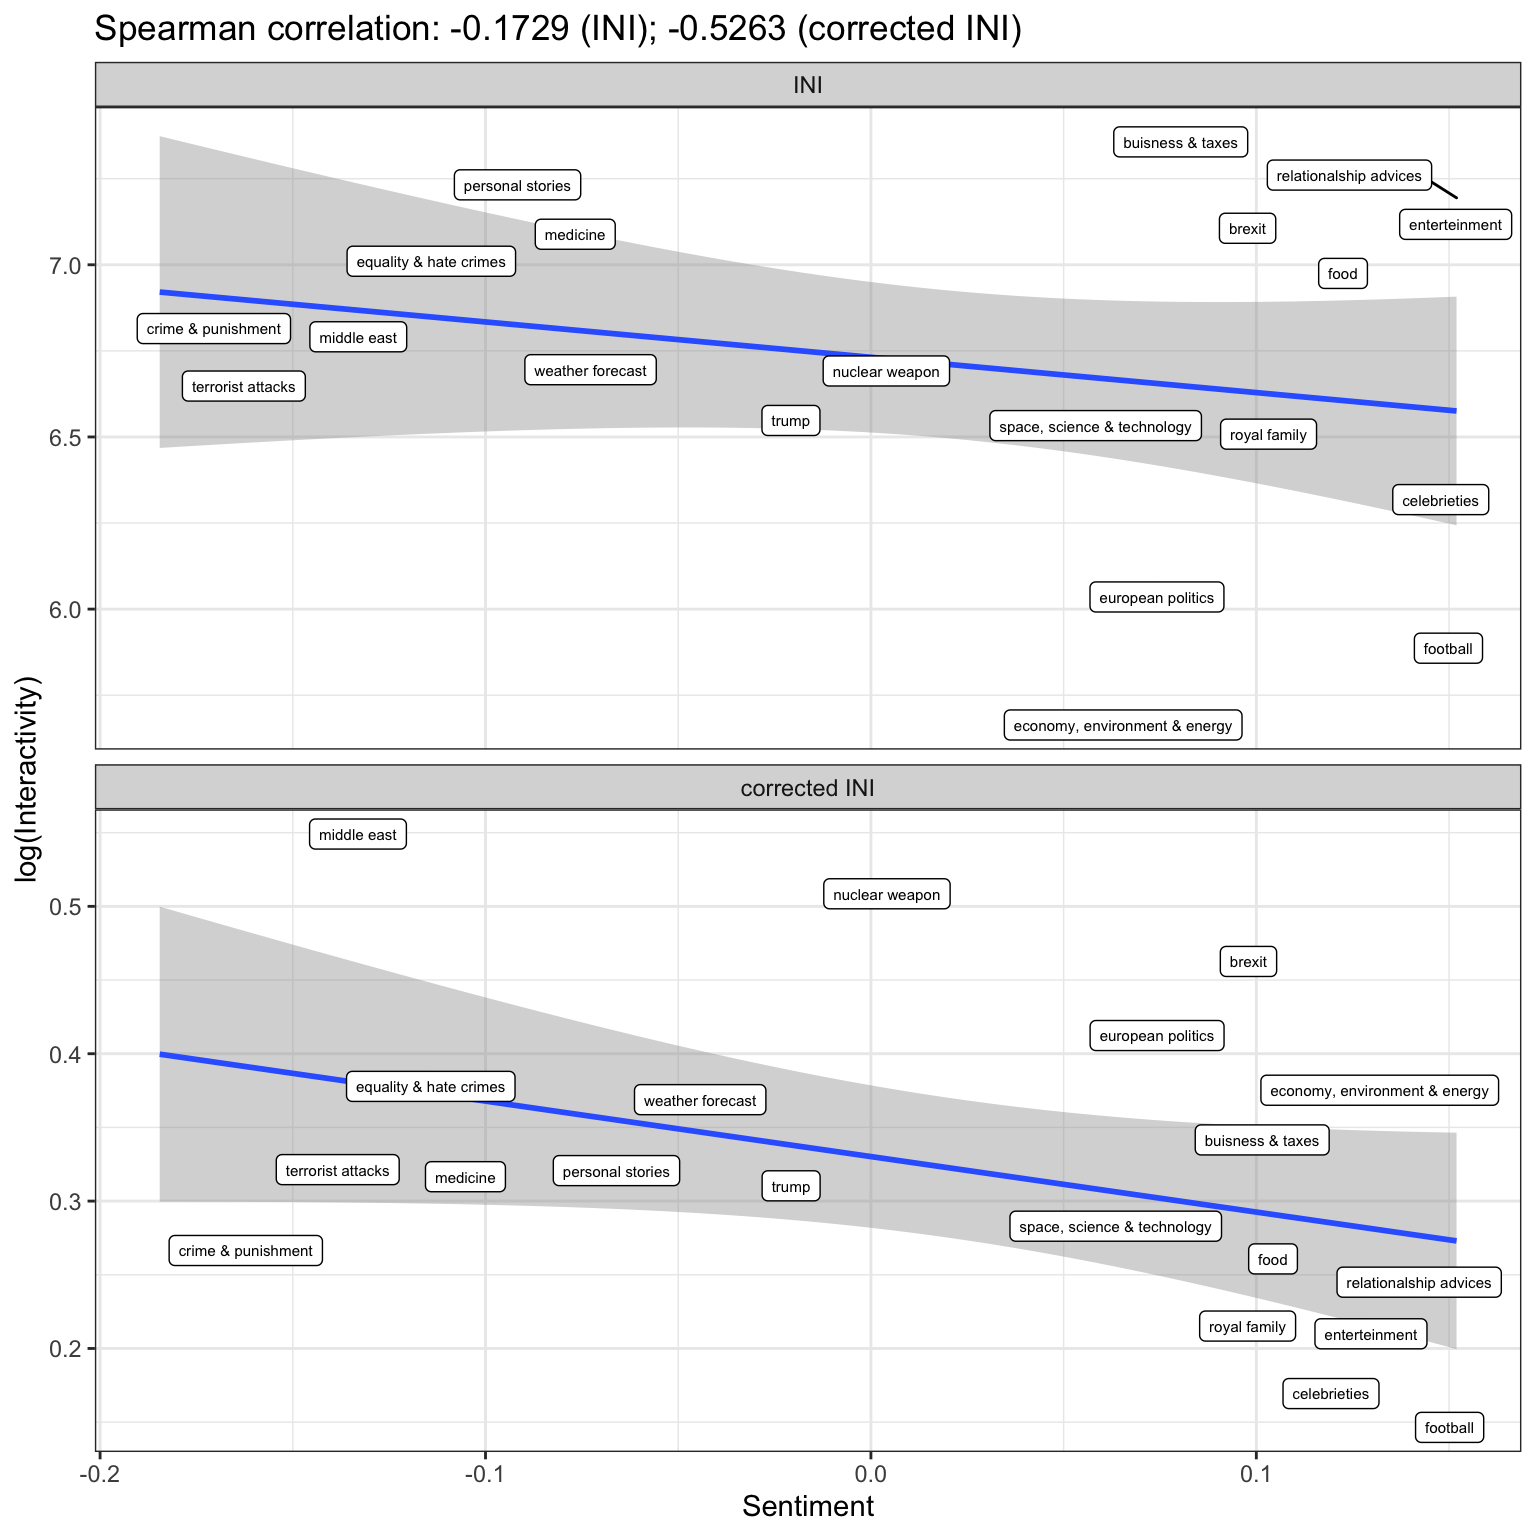 Spearman correlation: -0.1729 (INI); -0.5263 (corrected INI)
INI
buisness & taxes
relationalship advices
personal stories
enterteinment
brexit
medicine
equality & hate crimes
7.0
food
crime & punishment
middle east
weather forecast
nuclear weapon
terrorist attacks
trump
space, science & technology
royal family
6.5
celebrieties
european politics
6.0
football
economy, environment & energy
log(Interactivity)
corrected INI
middle east
nuclear weapon
0.5
brexit
european politics
0.4
equality & hate crimes
economy, environment & energy
weather forecast
buisness & taxes
terrorist attacks
personal stories
medicine
trump
0.3
space, science & technology
crime & punishment
food
relationalship advices
royal family
enterteinment
0.2
celebrieties
football
-0.2
-0.1
0.0
0.1
Sentiment